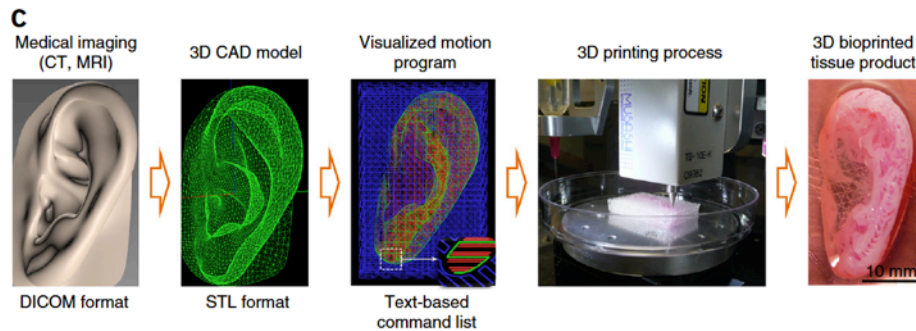 C
Medical imaging
(CT, MRI)
3D CAD model
Visualized motion
program
3D printing process
3D bioprinted
tissue product
DICOM format
STL format
Text-based
command list
10 mm